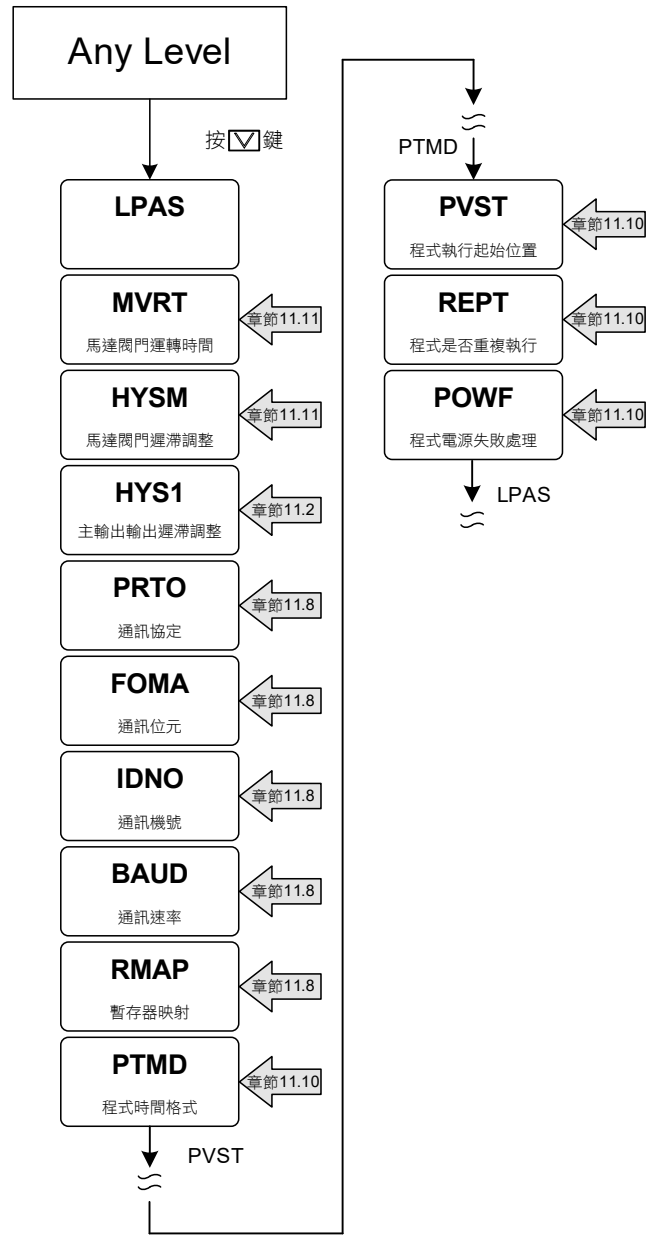 Any Level
按▽鍵
LPAS
MVRT
馬達閥門運轉時間
章節11.11
HYSM
馬達閥門遲滯調整
章節11.11
HYS1
主輸出輸出遲滯調整
章節11.2
PRTO
通訊協定
章節11.8
FOMA
通訊位元
章節11.8
IDNO
通訊機號
章節11.8
BAUD
通訊速率
章節11.8
RMAP
暫存器映射
章節11.8
PTMD
程式時間格式
章節11.10
PVST
PTMD
PVST
程式執行起始位置
章節11.10
REPT
程式是否重複執行
章節11.10
POWF
程式電源失敗處理
章節11.10
LPAS